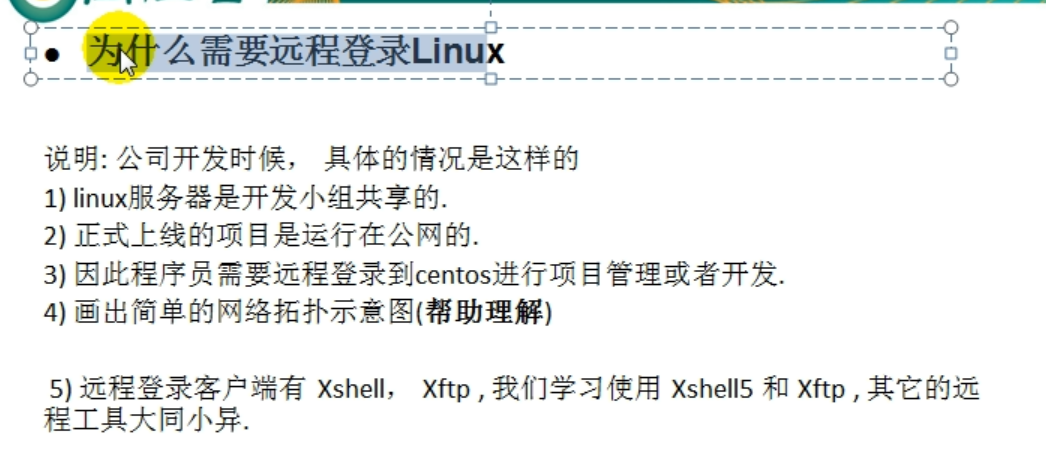 • 为什么需要远程登录Linux
说明: 公司开发时候， 具体的情况是这样的
1) linux服务器是开发小组共享的.
2) 正式上线的项目是运行在公网的.
3) 因此程序员需要远程登录到centos进行项目管理或者开发.
4) 画出简单的网络拓扑示意图(帮助理解)
5) 远程登录客户端有 Xshell， Xftp , 我们学习使用 Xshell5 和 Xftp , 其它的远
程工具大同小异.